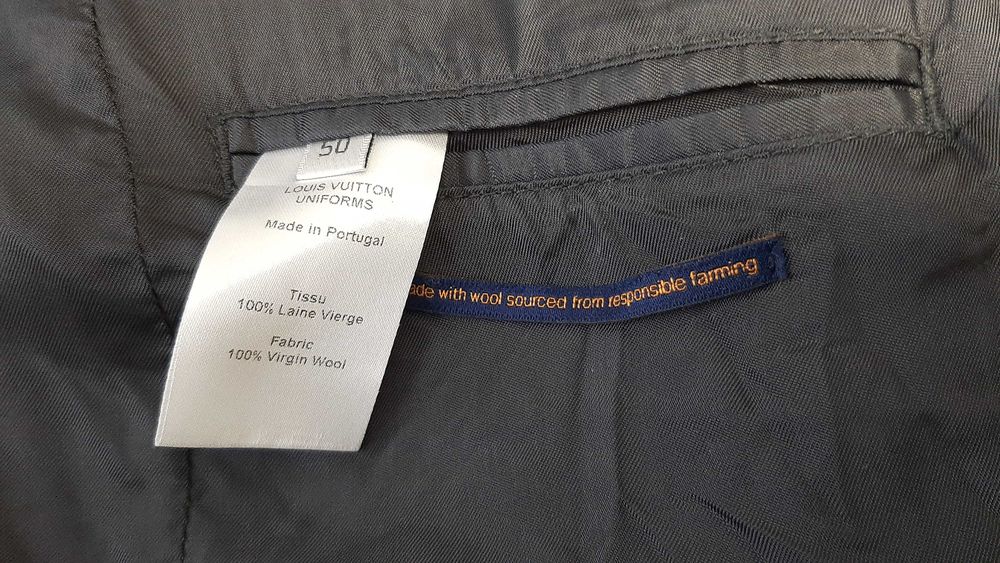 50
LOUIS VUITTON
UNIFORMS
Made in Portugal
Tissu
100% Laine Vierge
Fabric
100% Virgin Wool
with wool sourced from responsible farming